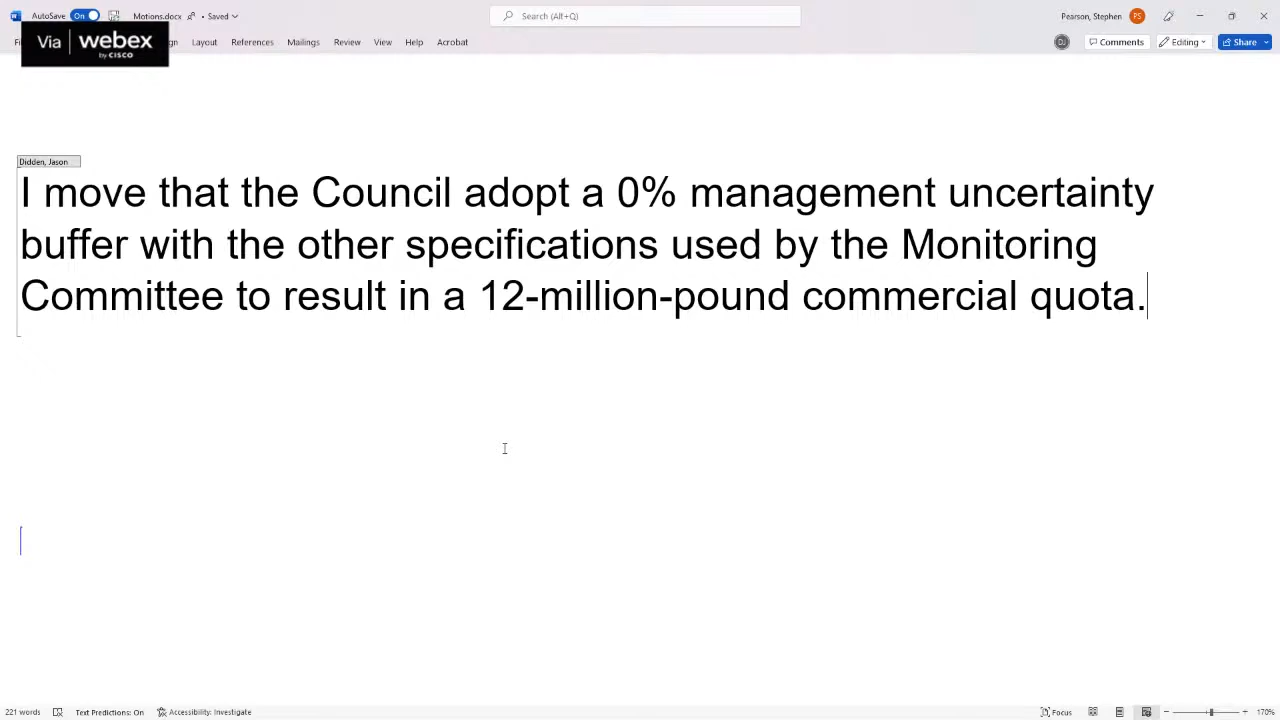 AutoSave On Motions.docx • Saved Search (Alt+Q) Pearson, Stephen PS
Layout References Mailings Review View Help Acrobat DJ Comments Editing Share
Via webex
by CISCO
Didden, Jason
I move that the Council adopt a 0% management uncertainty
buffer with the other specifications used by the Monitoring
Committee to result in a 12-million-pound commercial quota.
221 words Text Predictions: On Accessibility: Investigate Focus 170%